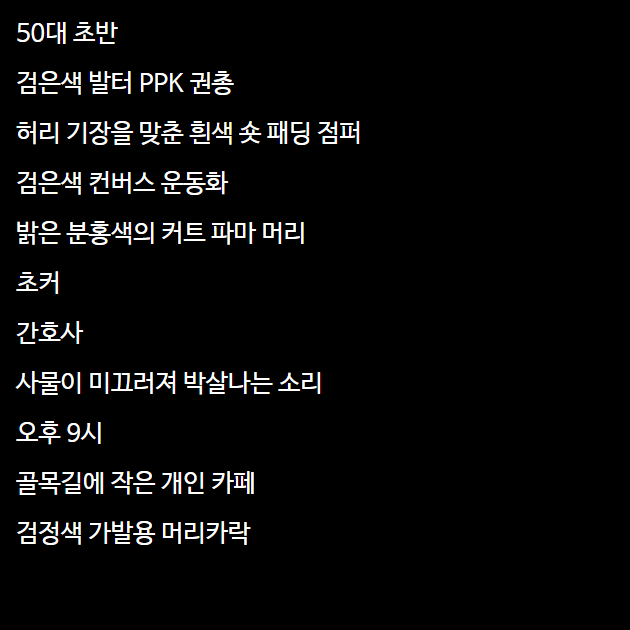 50대 초반
검은색 발터 PPK 권총
허리 기장을 맞춘 흰색 숏 패딩 점퍼
검은색 컨버스 운동화
밝은 분홍색의 커트 파마 머리
초커
간호사
사물이 미끄러져 박살나는 소리
오후 9시
골목길에 작은 개인 카페
검정색 가발용 머리카락